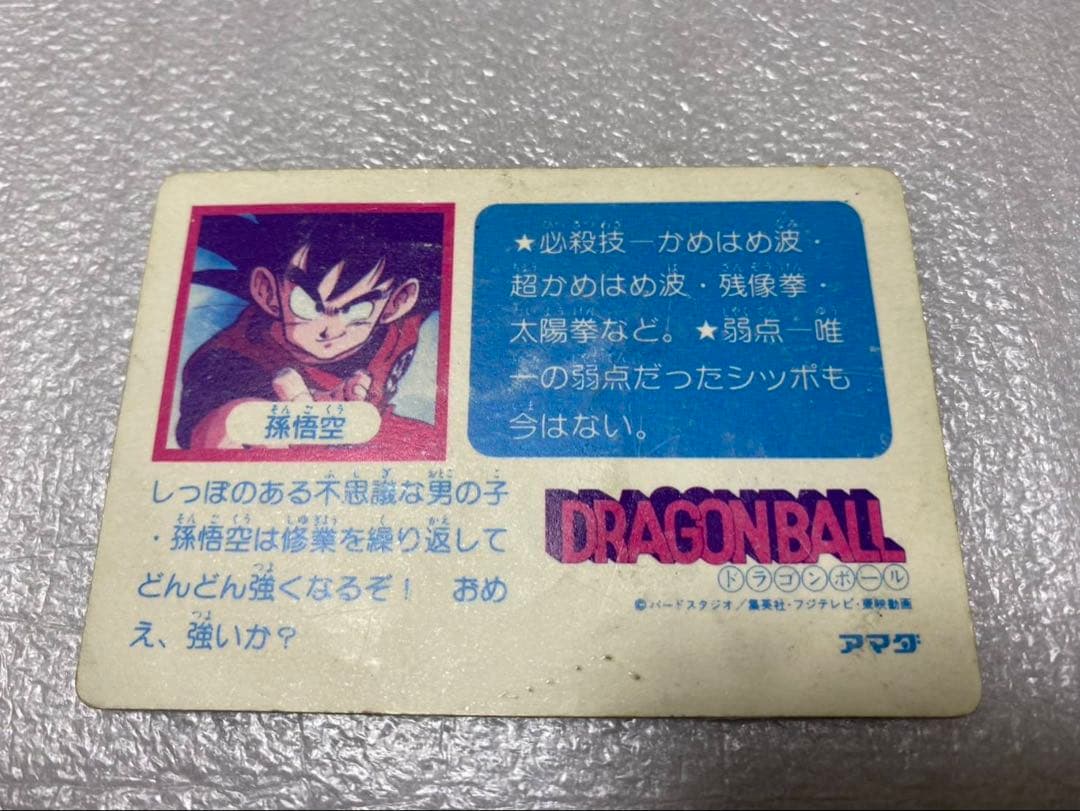 孫悟空
★必殺技―かめはめ波・
超かめはめ波・残像拳・
太陽拳など。★弱点―唯
一の弱点だったシッポも
今はない。
しっぽのある不思議な男の子
・孫悟空は修業を繰り返して
どんどん強くなるぞ！ おめ
え、強いか？
DRAGON BALL
ドラゴンボール
©バードスタジオ／集英社・フジテレビ・東映動画
アマダ